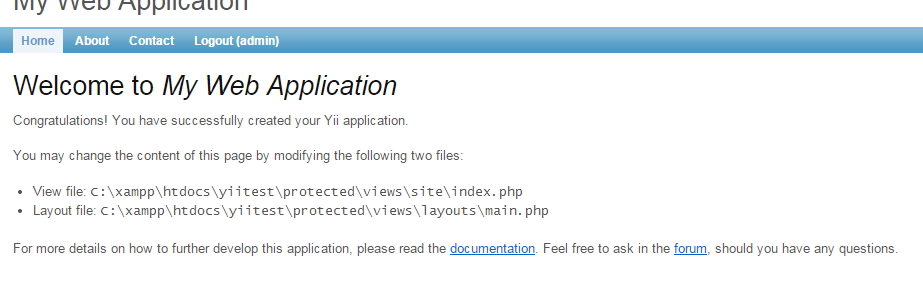 My Web Application
Home About Contact Logout (admin)
Welcome to My Web Application
Congratulations! You have successfully created your Yii application.
You may change the content of this page by modifying the following two files:
• View file: C:\xampp\htdocs\yiitest\protected\views\site\index.php
• Layout file: C:\xampp\htdocs\yiitest\protected\views\layouts\main.php
For more details on how to further develop this application, please read the documentation. Feel free to ask in the forum, should you have any questions.